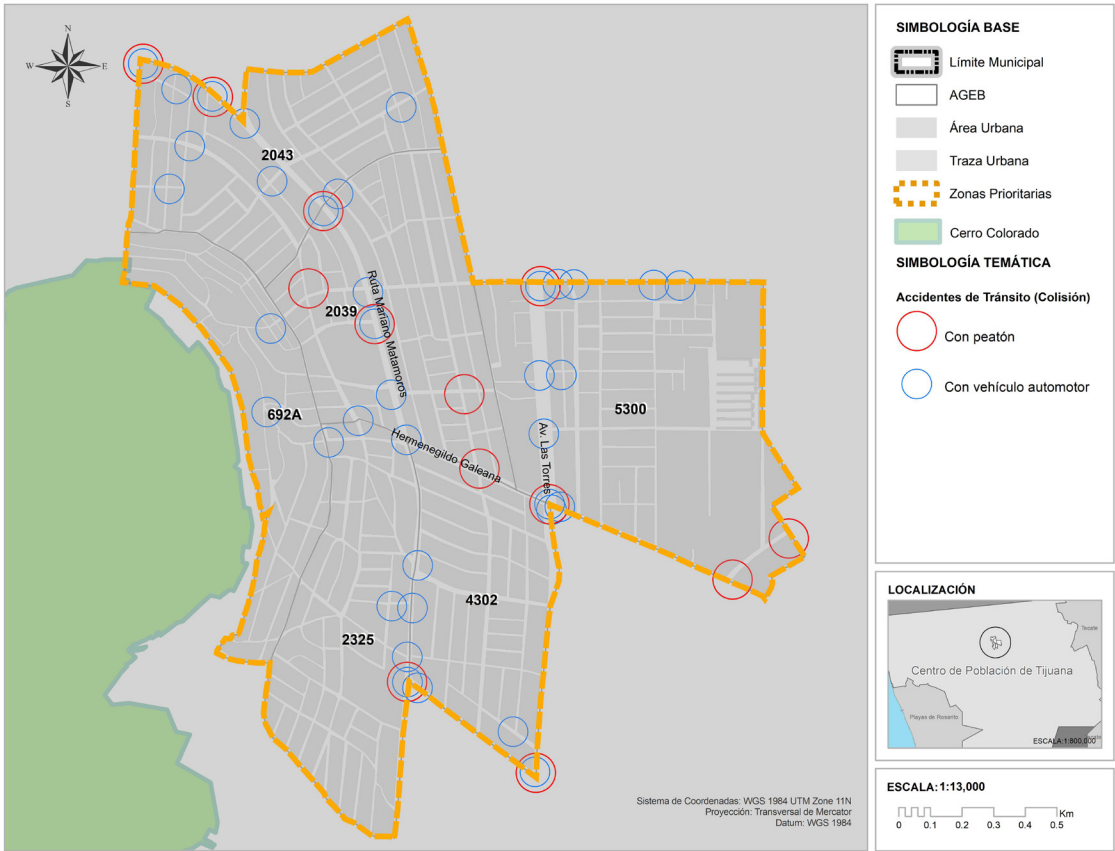 N
W
E
S
2043
2039
Ruta Mariano Matamoros
692A
5300
Hermenegildo Galeana
Av. Las Torres
4302
2325
Sistema de Coordenadas: WGS 1984 UTM Zone 11N
Proyección: Transversal de Mercator
Datum: WGS 1984
SIMBOLOGÍA BASE
Límite Municipal
AGEB
Área Urbana
Traza Urbana
Zonas Prioritarias
Cerro Colorado
SIMBOLOGÍA TEMÁTICA
Accidentes de Tránsito (Colisión)
Con peatón
Con vehículo automotor
LOCALIZACIÓN
Tecate
Centro de Población de Tijuana
Playas de Rosarito
ESCALA:1:800,000
ESCALA: 1:13,000
Km
0 0.1 0.2 0.3 0.4 0.5